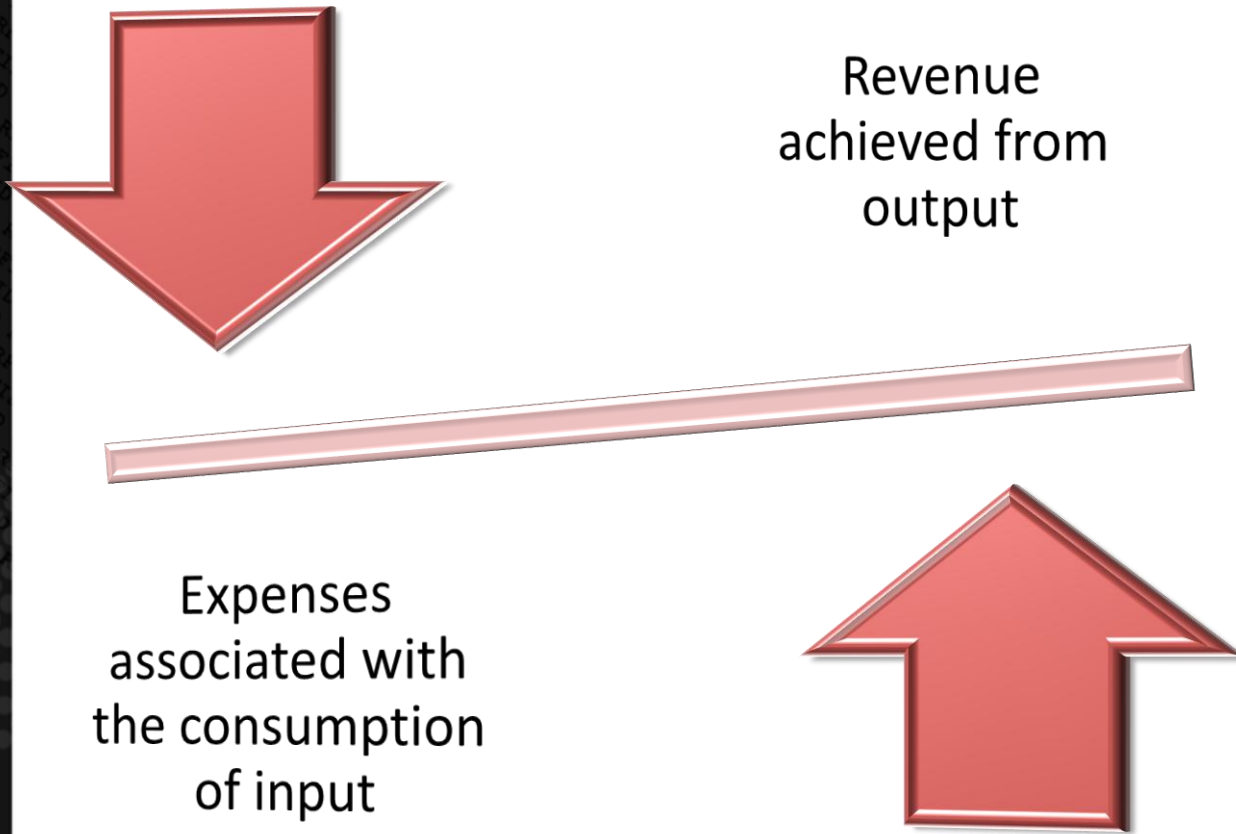 Revenue
achieved from
output
Expenses
associated with
the consumption
of input